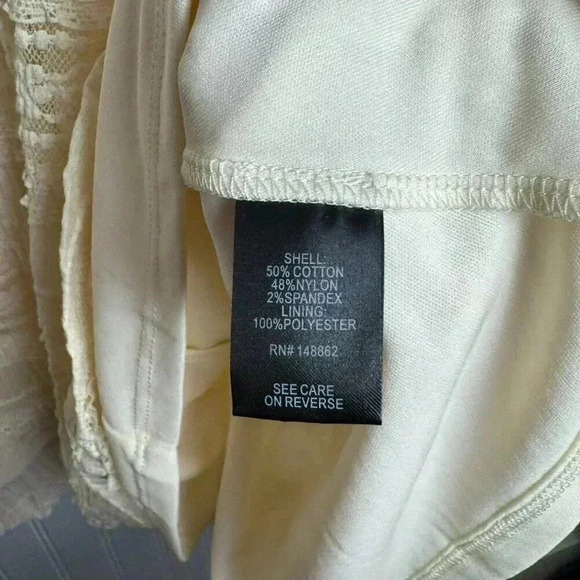 SHELL:
50% COTTON
48%NYLON
2%SPANDEX
LINING:
100%POLYESTER
RN# 148862
SEE CARE
ON REVERSE